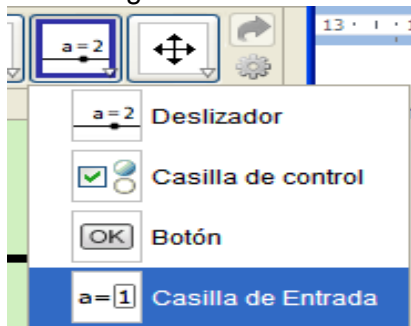 13
a=2
a=2 Deslizador
Casilla de control
OK Botón
a=1 Casilla de Entrada